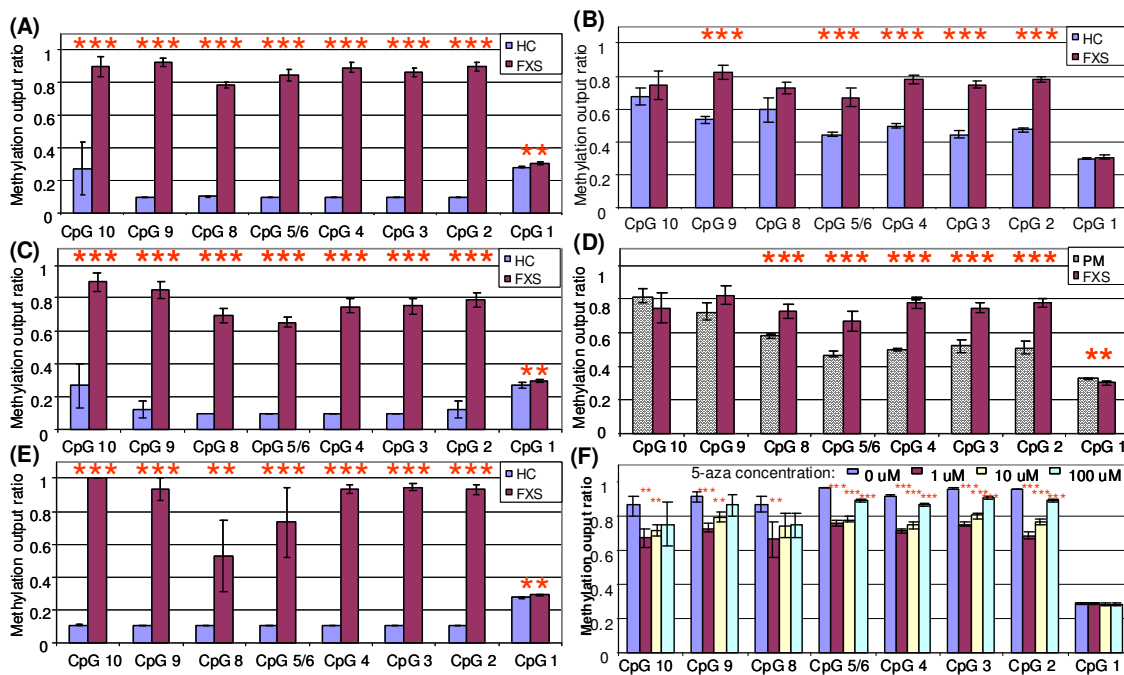 (A)
*** *** *** *** *** *** ***
HC
FXS
Methylation output ratio
1
0.8
0.6
0.4
0.2
0
**
CpG 10 CpG 9 CpG 8 CpG 5/6 CpG 4 CpG 3 CpG 2 CpG 1
(B)
*** *** *** *** ***
HC
FXS
Methylation output ratio
1
0.8
0.6
0.4
0.2
0
CpG 10 CpG 9 CpG 8 CpG 5/6 CpG 4 CpG 3 CpG 2 CpG 1
(C)
*** *** *** *** *** *** ***
HC
FXS
Methylation output ratio
1
0.8
0.6
0.4
0.2
0
**
CpG 10 CpG 9 CpG 8 CpG 5/6 CpG 4 CpG 3 CpG 2 CpG 1
(D)
*** *** *** *** ***
PM
FXS
Methylation output ratio
1
0.8
0.6
0.4
0.2
0
**
CpG 10 CpG 9 CpG 8 CpG 5/6 CpG 4 CpG 3 CpG 2 CpG 1
(E)
*** *** ** *** *** *** ***
HC
FXS
Methylation output ratio
1
0.8
0.6
0.4
0.2
0
**
CpG 10 CpG 9 CpG 8 CpG 5/6 CpG 4 CpG 3 CpG 2 CpG 1
(F)
5-aza concentration: 0 uM 1 uM 10 uM 100 uM
Methylation ouput ratio
1
0.8
0.6
0.4
0.2
0
** ** *** ** ** *** *** *** *** *** *** *** *** *** *** *** ***
CpG 10 CpG 9 CpG 8 CpG 5/6 CpG 4 CpG 3 CpG 2 CpG 1